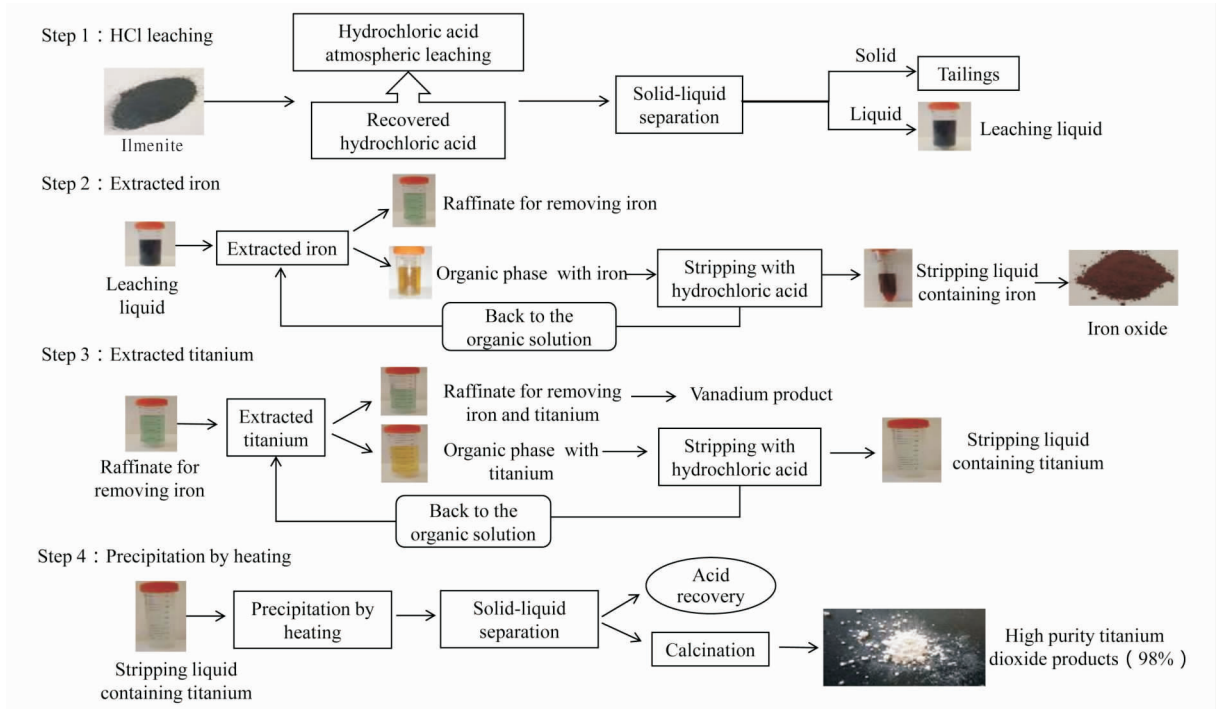 Step 1：HCl leaching
Hydrochloric acid
atmospheric leaching
Recovered
hydrochloric acid
Ilmenite
Solid-liquid
separation
Solid
Tailings
Liquid
Leaching liquid
Step 2：Extracted iron
Leaching
liquid
Extracted iron
Raffinate for removing iron
Organic phase with iron
Stripping with
hydrochloric acid
Stripping liquid
containing iron
Iron oxide
Back to the
organic solution
Step 3：Extracted titanium
Raffinate for
removing iron
Extracted
titanium
Raffinate for removing
iron and titanium
Vanadium product
Organic phase with
titanium
Stripping with
hydrochloric acid
Stripping liquid
containing titanium
Back to the
organic solution
Step 4：Precipitation by heating
Stripping liquid
containing titanium
Precipitation by
heating
Solid-liquid
separation
Acid
recovery
Calcination
High purity titanium
dioxide products（98%）